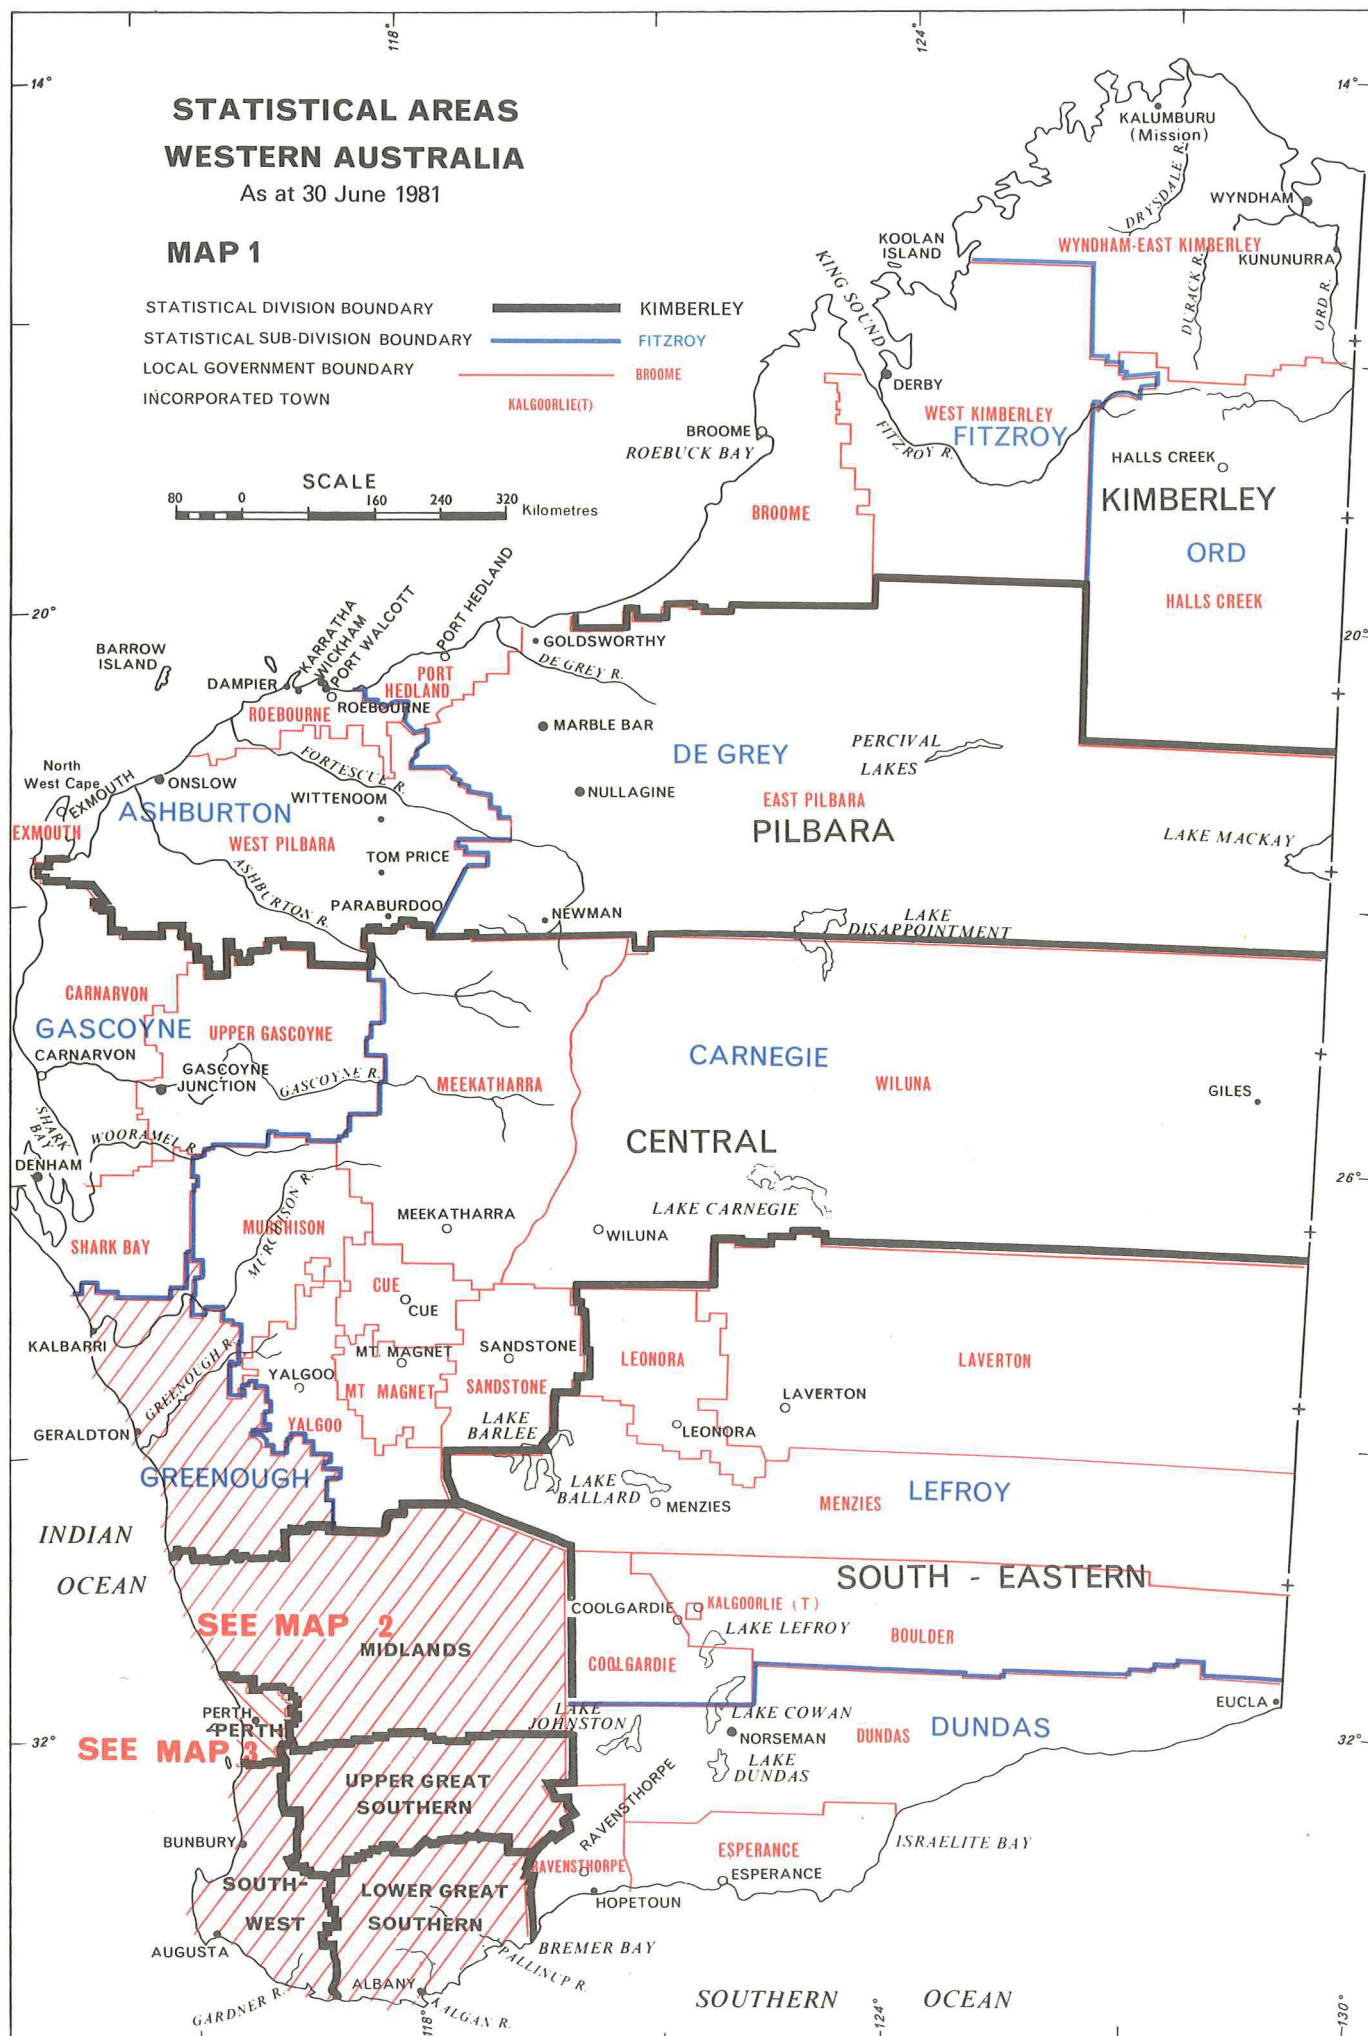 118°
124°
14°
14°
STATISTICAL AREAS
WESTERN AUSTRALIA
As at 30 June 1981
MAP 1
STATISTICAL DIVISION BOUNDARY
KIMBERLEY
STATISTICAL SUB-DIVISION BOUNDARY
FITZROY
LOCAL GOVERNMENT BOUNDARY
BROOME
INCORPORATED TOWN
KALGOORLIE(T)
SCALE
80 0 160 240 320
Kilometres
KALUMBURU
(Mission)
DRYSDALE R.
WYNDHAM
KOOLAN
ISLAND
WYNDHAM-EAST KIMBERLEY
KUNUNURRA
KING SOUND
DURACK R.
ORD R.
DERBY
WEST KIMBERLEY
FITZROY
BROOME
ROEBUCK BAY
FITZROY R.
HALLS CREEK
KIMBERLEY
BROOME
ORD
HALLS CREEK
20°
20°
KARRATHA
WICKHAM
PORT WALCOTT
PORT HEDLAND
GOLDSWORTHY
BARROW
ISLAND
DE GREY R.
DAMPIER
PORT
HEDLAND
ROEBOURNE
ROEBOURNE
MARBLE BAR
DE GREY
PERCIVAL
LAKES
FORTESCUE R.
North
West Cape
EXMOUTH
ONSLOW
WITTENOOM
NULLAGINE
EAST PILBARA
ASHBURTON
PILBARA
EXMOUTH
WEST PILBARA
LAKE MACKAY
TOM PRICE
ASHBURTON R.
PARABURDOO
NEWMAN
LAKE
DISAPPOINTMENT
CARNARVON
GASCOYNE
UPPER GASCOYNE
CARNARVON
GASCOYNE
JUNCTION
GASCOYNE R.
CARNEGIE
MEEKATHARRA
WILUNA
GILES
SHARK
BAY
WOORAMEL R.
CENTRAL
DENHAM
26°
MURCHISON R.
MURCHISON
MEEKATHARRA
LAKE CARNEGIE
WILUNA
SHARK BAY
CUE
CUE
KALBARRI
GREENOUGH R.
MT. MAGNET
SANDSTONE
LEONORA
LAVERTON
YALGOO
MT MAGNET
SANDSTONE
LAVERTON
GERALDTON
YALGOO
LAKE
BARLEE
LEONORA
GREENOUGH
LAKE
BALLARD
MENZIES
MENZIES
LEFROY
INDIAN
OCEAN
SOUTH - EASTERN
COOLGARDIE
KALGOORLIE (T)
SEE MAP 2
MIDLANDS
LAKE LEFROY
BOULDER
COOLGARDIE
EUCLA
PERTH
PERTH
LAKE
JOHNSTON
LAKE COWAN
DUNDAS
NORSEMAN
DUNDAS
32°
32°
SEE MAP 3
LAKE
DUNDAS
UPPER GREAT
SOUTHERN
RAVENSTHORPE
BUNBURY
ISRAELITE BAY
ESPERANCE
RAVENSTHORPE
ESPERANCE
SOUTH-
WEST
LOWER GREAT
SOUTHERN
HOPETOUN
AUGUSTA
BREMER BAY
PALLINUP R.
ALBANY
GARDNER R.
KALGAN R.
SOUTHERN OCEAN
118°
124°
130°